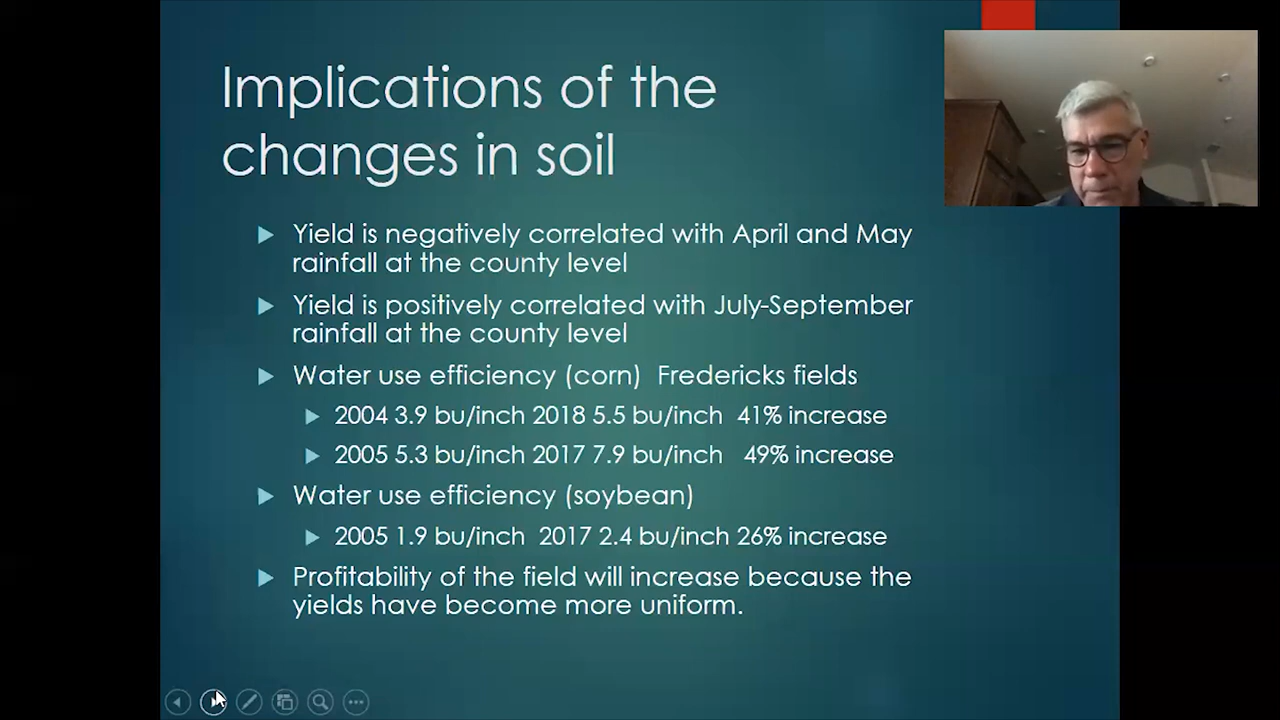 Implications of the
changes in soil
Yield is negatively correlated with April and May
rainfall at the county level
Yield is positively correlated with July-September
rainfall at the county level
Water use efficiency (corn)  Fredericks fields
2004 3.9 bu/inch 2018 5.5 bu/inch  41% increase
2005 5.3 bu/inch 2017 7.9 bu/inch   49% increase
Water use efficiency (soybean)
2005 1.9 bu/inch  2017 2.4 bu/inch 26% increase
Profitability of the field will increase because the
yields have become more uniform.